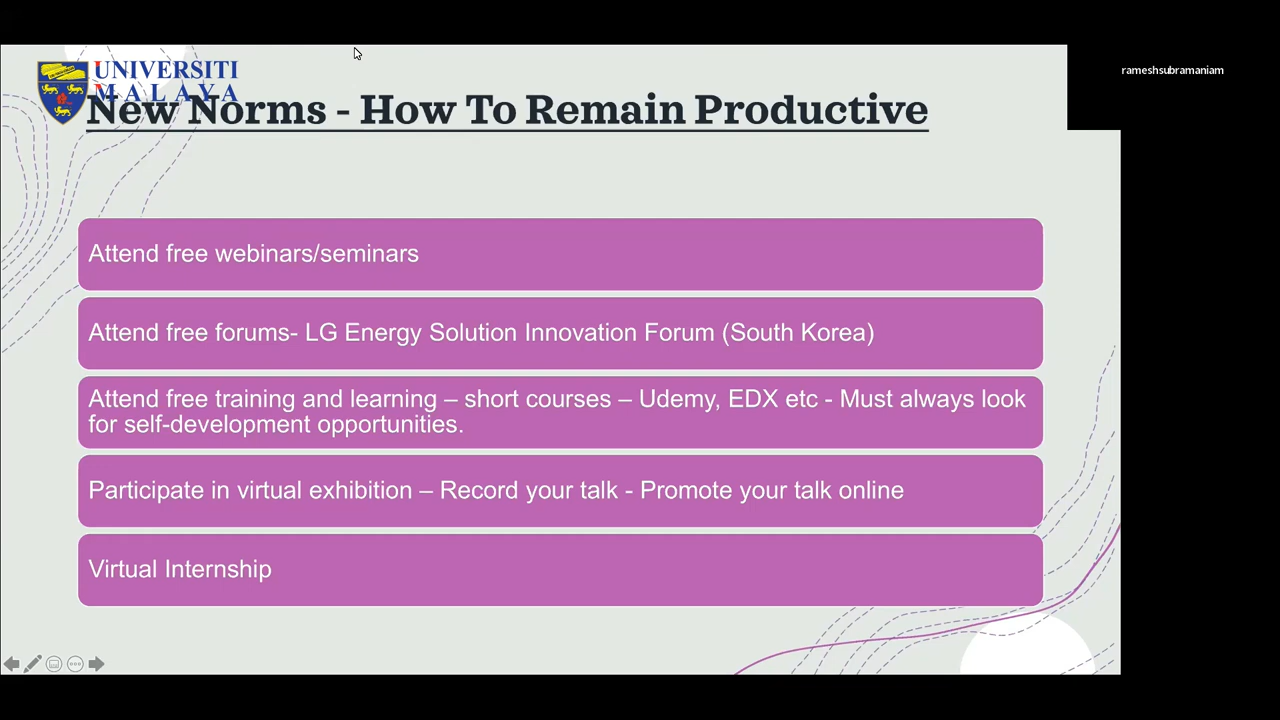 UNIVERSITI
MALAYA
New Norms - How To Remain Productive
rameshsubramaniam
Attend free webinars/seminars
Attend free forums- LG Energy Solution Innovation Forum (South Korea)
Attend free training and learning – short courses – Udemy, EDX etc - Must always look
for self-development opportunities.
Participate in virtual exhibition – Record your talk - Promote your talk online
Virtual Internship